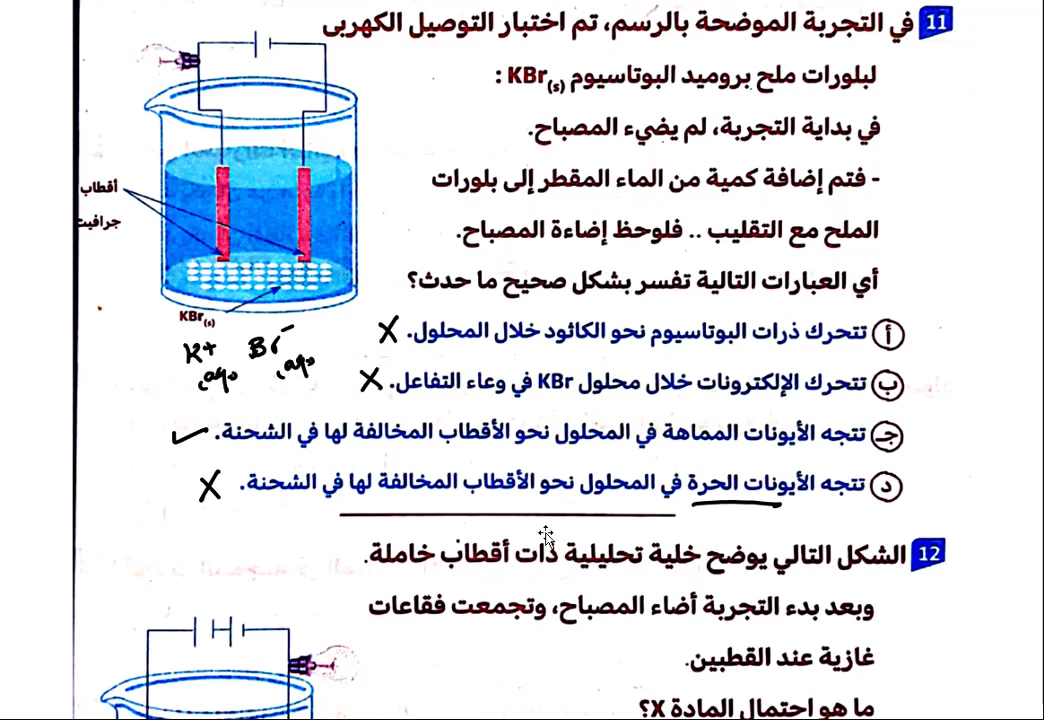 11 في التجربة الموضحة بالرسم، تم اختبار التوصيل الكهربى
لبلورات ملح بروميد البوتاسيوم KBr(s) :
في بداية التجربة، لم يضيء المصباح.
- فتم إضافة كمية من الماء المقطر إلى بلورات
الملح مع التقليب .. فلوحظ إضاءة المصباح.
أي العبارات التالية تفسر بشكل صحيح ما حدث؟
أقطاب
جرافيت
KBr(s)
K+ aq Br- aq
أ تتحرك ذرات البوتاسيوم نحو الكاثود خلال المحلول. X
ب تتحرك الإلكترونات خلال محلول KBr في وعاء التفاعل. X
جـ تتجه الأيونات المماهة في المحلول نحو الأقطاب المخالفة لها في الشحنة. ✓
د تتجه الأيونات الحرة في المحلول نحو الأقطاب المخالفة لها في الشحنة. X
12 الشكل التالي يوضح خلية تحليلية ذات أقطاب خاملة.
وبعد بدء التجربة أضاء المصباح، وتجمعت فقاعات
غازية عند القطبين.
ما هو احتمال المادة X؟